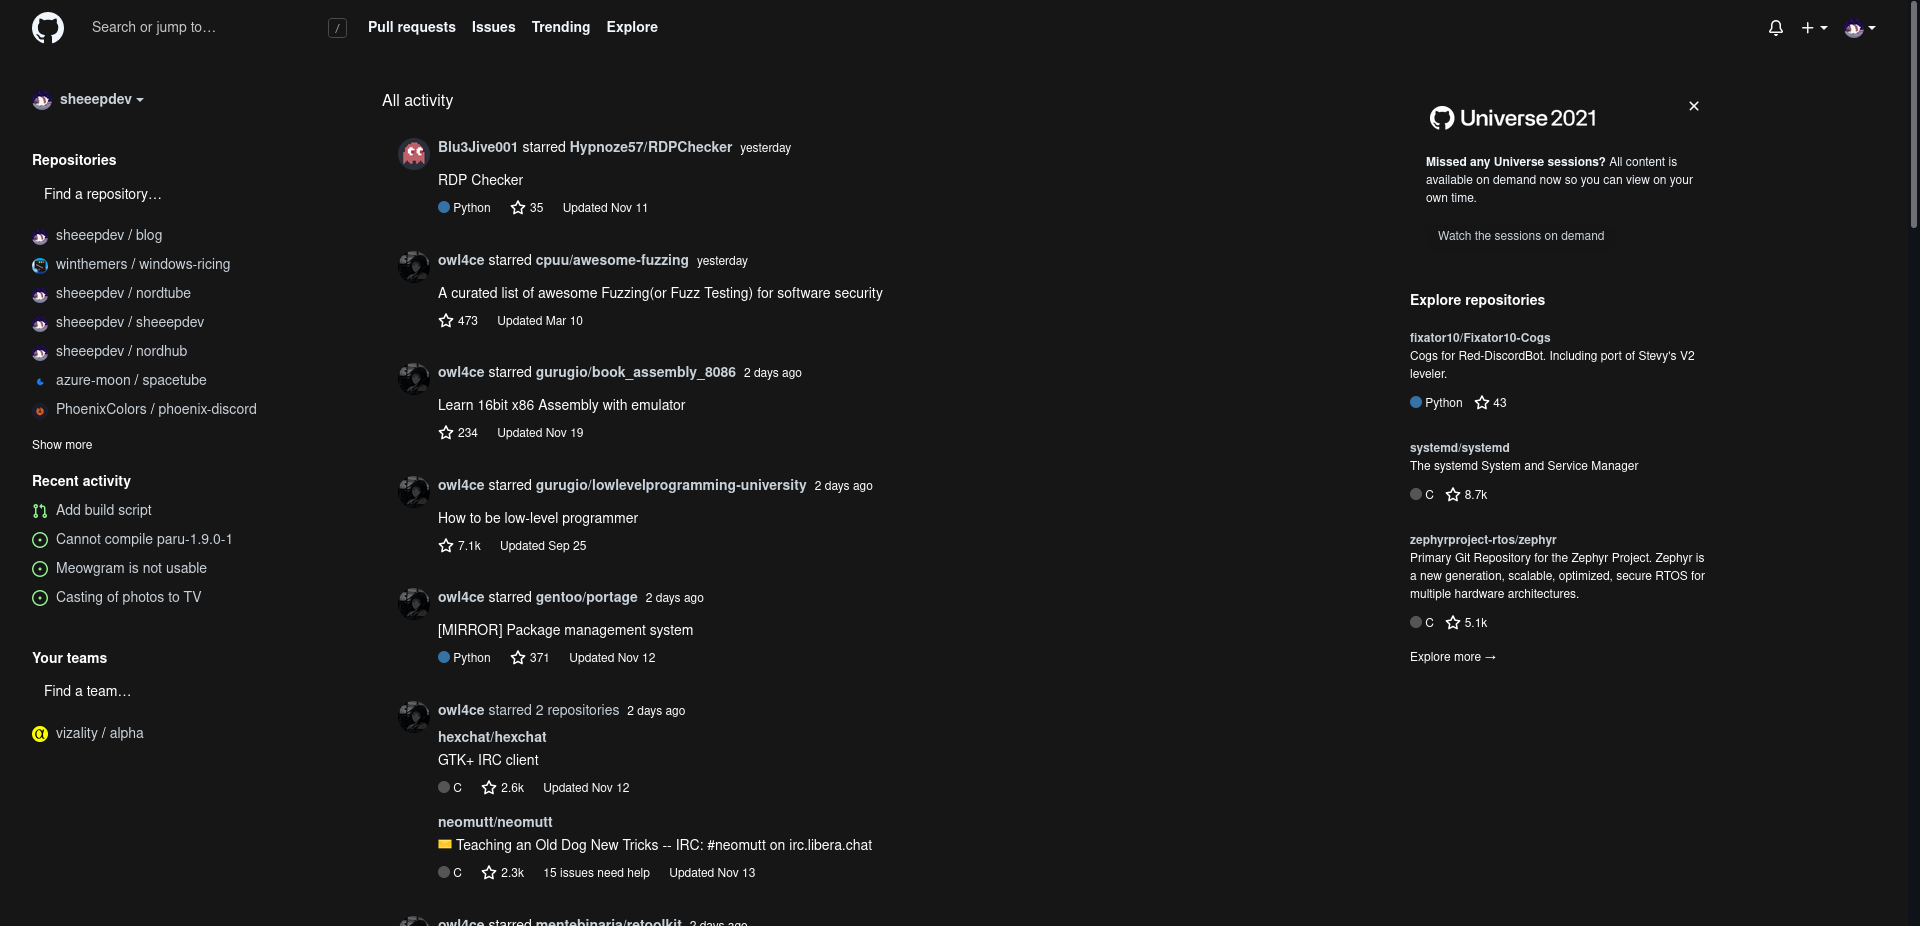 Search or jump to…
/
Pull requests
Issues
Trending
Explore
sheeepdev
Repositories
Find a repository…
sheeepdev / blog
winthemers / windows-ricing
sheeepdev / nordtube
sheeepdev / sheeepdev
sheeepdev / nordhub
azure-moon / spacetube
PhoenixColors / phoenix-discord
Show more
Recent activity
Add build script
Cannot compile paru-1.9.0-1
Meowgram is not usable
Casting of photos to TV
Your teams
Find a team…
vizality / alpha
All activity
Blu3Jive001 starred Hypnoze57/RDPChecker yesterday
RDP Checker
Python 35 Updated Nov 11
owl4ce starred cpuu/awesome-fuzzing yesterday
A curated list of awesome Fuzzing(or Fuzz Testing) for software security
473 Updated Mar 10
owl4ce starred gurugio/book_assembly_8086 2 days ago
Learn 16bit x86 Assembly with emulator
234 Updated Nov 19
owl4ce starred gurugio/lowlevelprogramming-university 2 days ago
How to be low-level programmer
7.1k Updated Sep 25
owl4ce starred gentoo/portage 2 days ago
[MIRROR] Package management system
Python 371 Updated Nov 12
owl4ce starred 2 repositories 2 days ago
hexchat/hexchat
GTK+ IRC client
C 2.6k Updated Nov 12
neomutt/neomutt
Teaching an Old Dog New Tricks -- IRC: #neomutt on irc.libera.chat
C 2.3k 15 issues need help Updated Nov 13
owl4ce starred mentebinaria/retoolkit 2 days ago
Universe 2021
Missed any Universe sessions? All content is
available on demand now so you can view on your
own time.
Watch the sessions on demand
Explore repositories
fixator10/Fixator10-Cogs
Cogs for Red-DiscordBot. Including port of Stevy's V2
leveler.
Python 43
systemd/systemd
The systemd System and Service Manager
C 8.7k
zephyrproject-rtos/zephyr
Primary Git Repository for the Zephyr Project. Zephyr is
a new generation, scalable, optimized, secure RTOS for
multiple hardware architectures.
C 5.1k
Explore more →